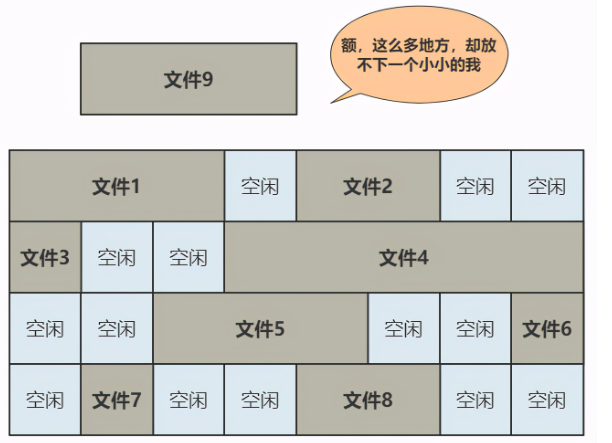 文件9
额，这么多地方，却放
不下一个小小的我
文件1 空闲 文件2 空闲 空闲
文件3 空闲 空闲 文件4
空闲 空闲 文件5 空闲 空闲 文件6
空闲 文件7 空闲 空闲 文件8 空闲 空闲